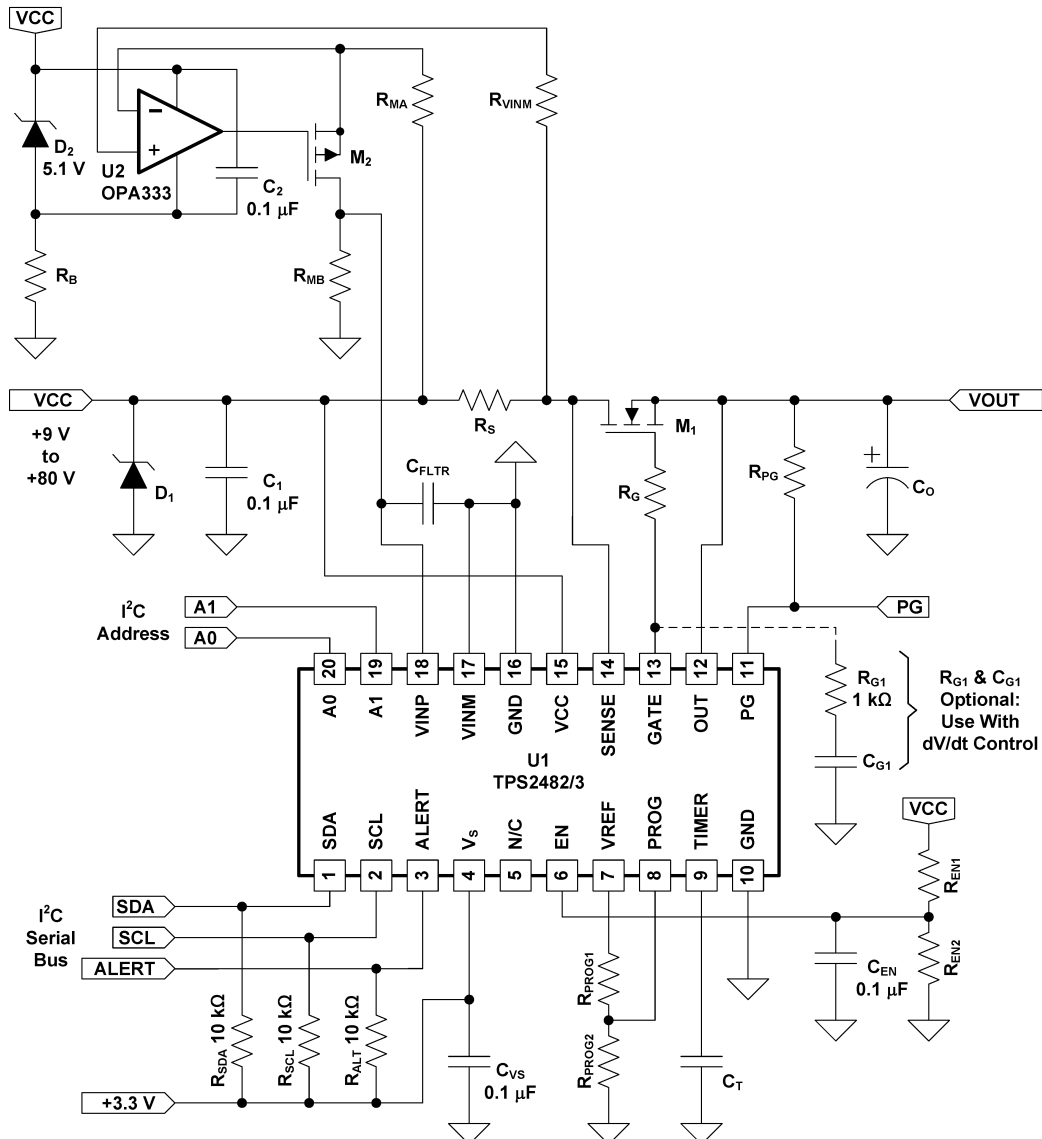 VCC
D2
5.1 V
−
+
U2
OPA333
C2
0.1 μF
M2
RMA
RVINM
RB
RMB
VCC
+9 V
to
+80 V
D1
C1
0.1 μF
RS
M1
VOUT
CFLTR
RG
RPG
+
CO
I2C
Address
A1
A0
PG
20
19
18
17
16
15
14
13
12
11
A0
A1
VINP
VINM
GND
VCC
SENSE
GATE
OUT
PG
RG1
1 kΩ
CG1
RG1 & CG1
Optional:
Use With
dV/dt Control
U1
TPS2482/3
SDA
SCL
ALERT
VS
N/C
EN
VREF
PROG
TIMER
GND
1
2
3
4
5
6
7
8
9
10
VCC
REN1
REN2
CEN
0.1 μF
I2C
Serial
Bus
SDA
SCL
ALERT
RSDA 10 kΩ
RSCL 10 kΩ
RALT 10 kΩ
CVS
0.1 μF
RPROG1
RPROG2
CT
+3.3 V